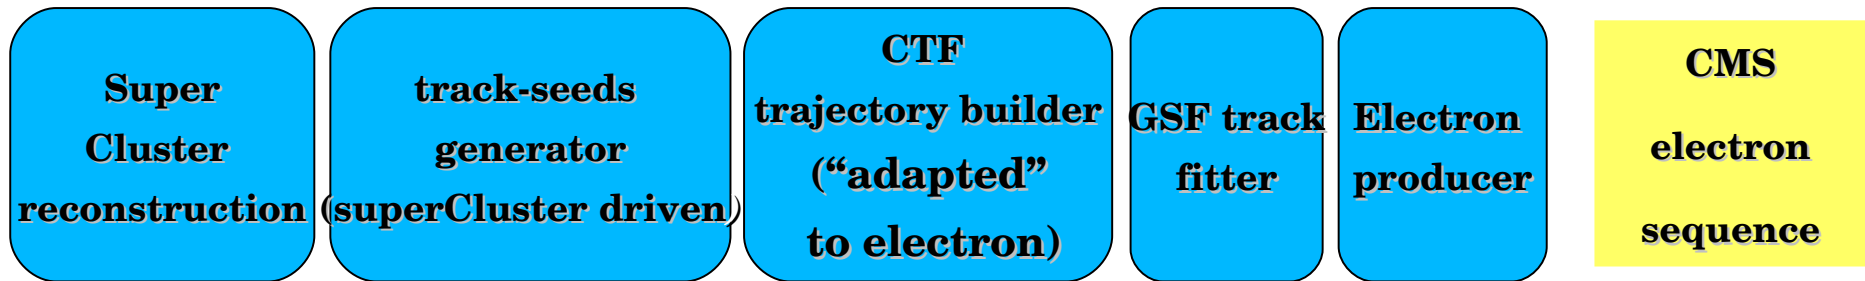 Super
Cluster
reconstruction
track-seeds
generator
(superCluster driven)
CTF
trajectory builder
(“adapted”
to electron)
GSF track
fitter
Electron
producer
CMS
electron
sequence